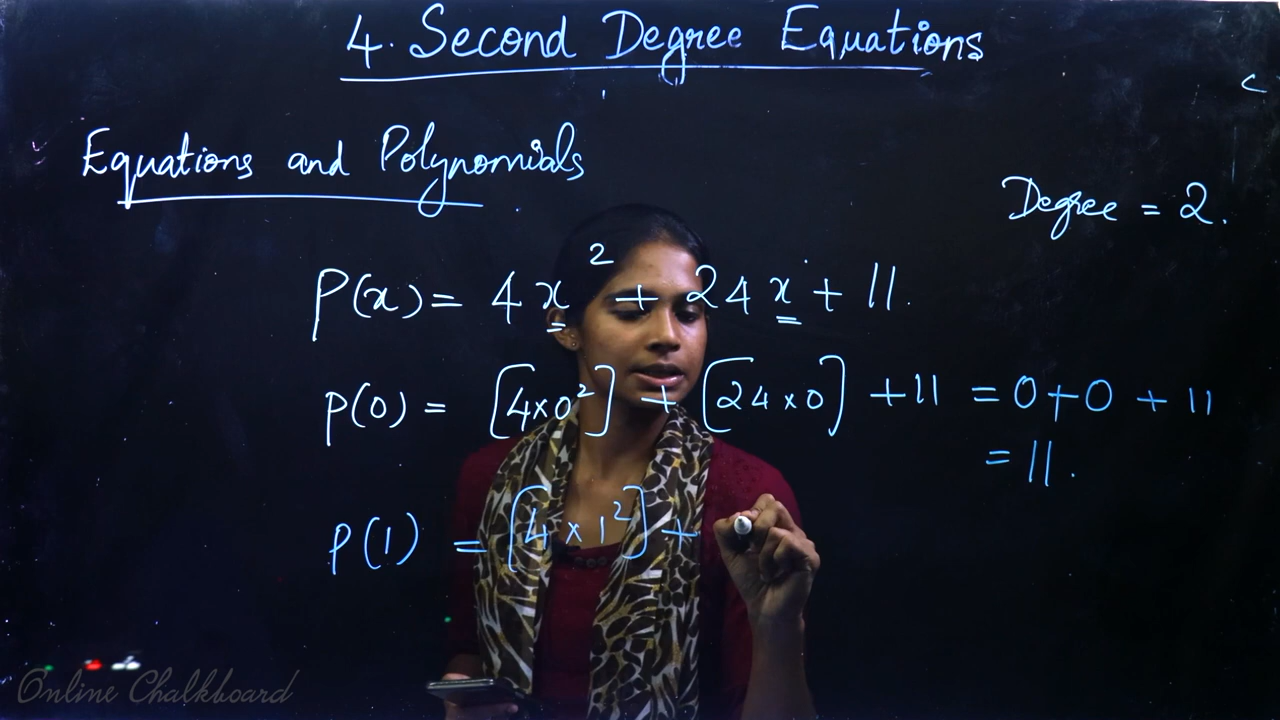 4. Second Degree Equations
Equations and Polynomials
Degree = 2.
P(x) = 4x² + 24x + 11.
P(0) = [4×0²] + [24×0] + 11 = 0+0 + 11
= 11.
P(1) = [4×1²] +
Online Chalkboard